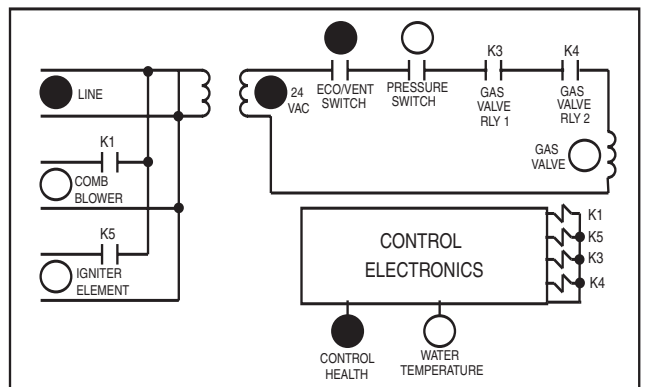 LINE
K1
COMB
BLOWER
K5
IGNITER
ELEMENT
24
VAC
ECO/VENT
SWITCH
PRESSURE
SWITCH
K3
GAS
VALVE
RLY 1
K4
GAS
VALVE
RLY 2
GAS
VALVE
CONTROL
ELECTRONICS
K1
K5
K3
K4
CONTROL
HEALTH
WATER
TEMPERATURE